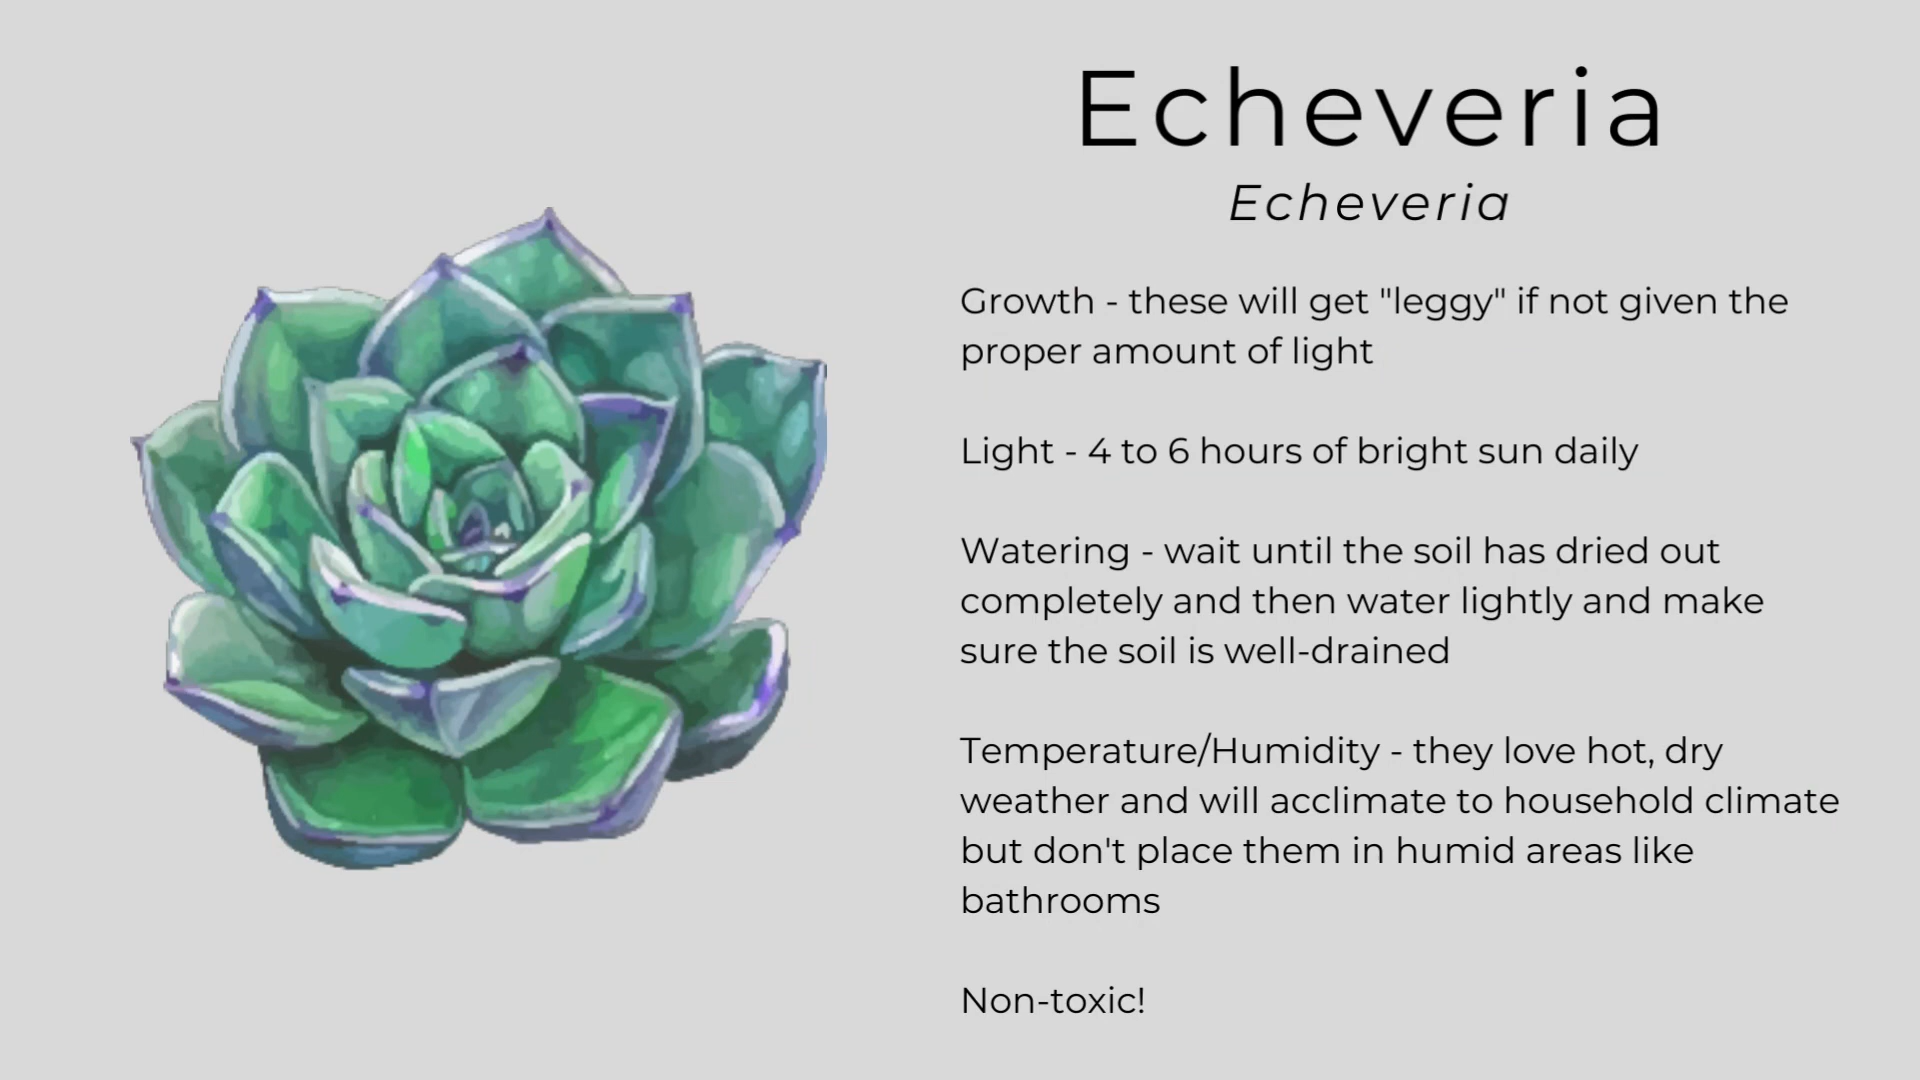 Echeveria
Echeveria
Growth - these will get "leggy" if not given the
proper amount of light
Light - 4 to 6 hours of bright sun daily
Watering - wait until the soil has dried out
completely and then water lightly and make
sure the soil is well-drained
Temperature/Humidity - they love hot, dry
weather and will acclimate to household climate
but don't place them in humid areas like
bathrooms
Non-toxic!